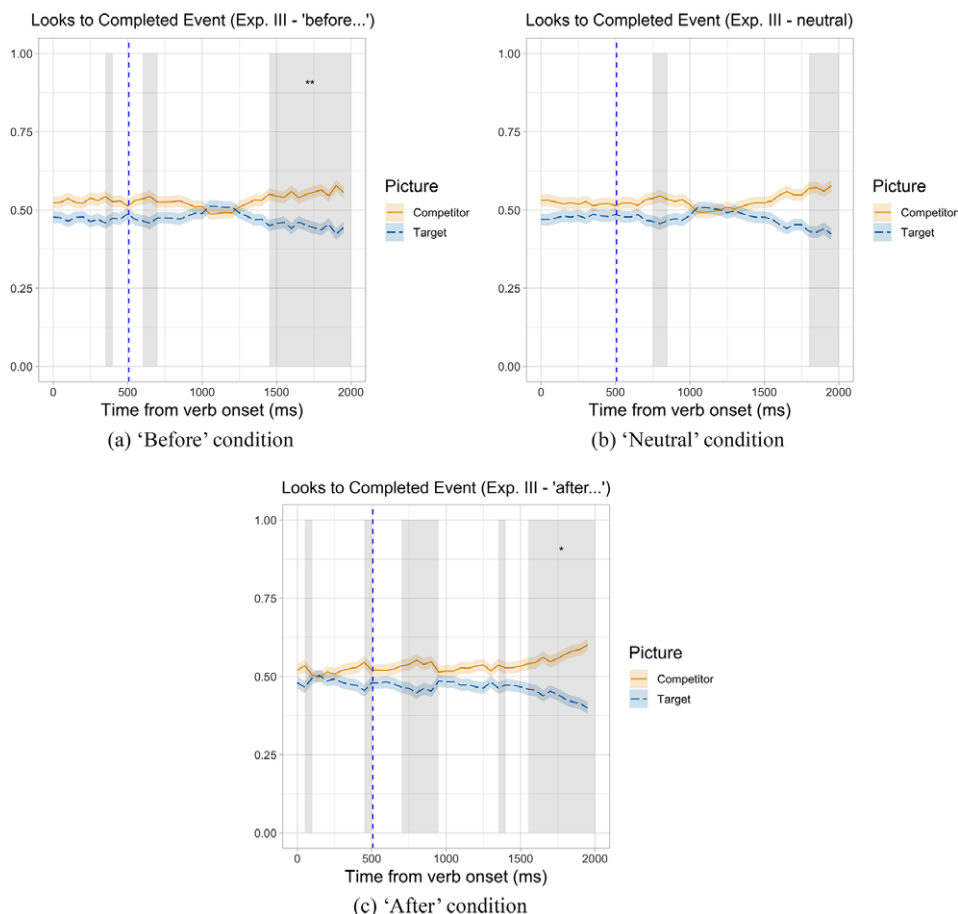 Looks to Completed Event (Exp. III - 'before...')
1.00
0.75
0.50
0.25
0.00
**
0
500
1000
1500
2000
Time from verb onset (ms)
Picture
Competitor
Target
(a) ‘Before’ condition
Looks to Completed Event (Exp. III - neutral)
1.00
0.75
0.50
0.25
0.00
0
500
1000
1500
2000
Time from verb onset (ms)
Picture
Competitor
Target
(b) ‘Neutral’ condition
Looks to Completed Event (Exp. III - 'after...')
1.00
0.75
0.50
0.25
0.00
*
0
500
1000
1500
2000
Time from verb onset (ms)
Picture
Competitor
Target
(c) ‘After’ condition